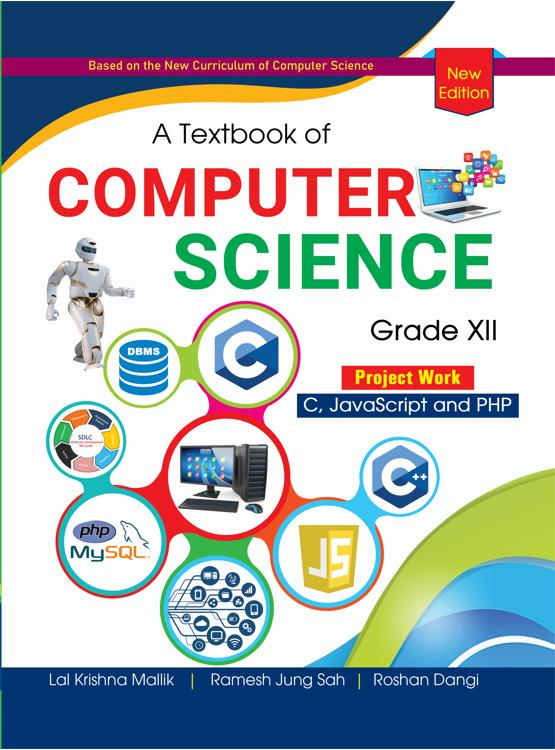 Based on the New Curriculum of Computer Science
New
Edition
A Textbook of
COMPUTER
SCIENCE
Grade XII
Project Work
C, JavaScript and PHP
DBMS
C
SDLC
C++
php
MySQL
JS
Lal Krishna Mallik | Ramesh Jung Sah | Roshan Dangi